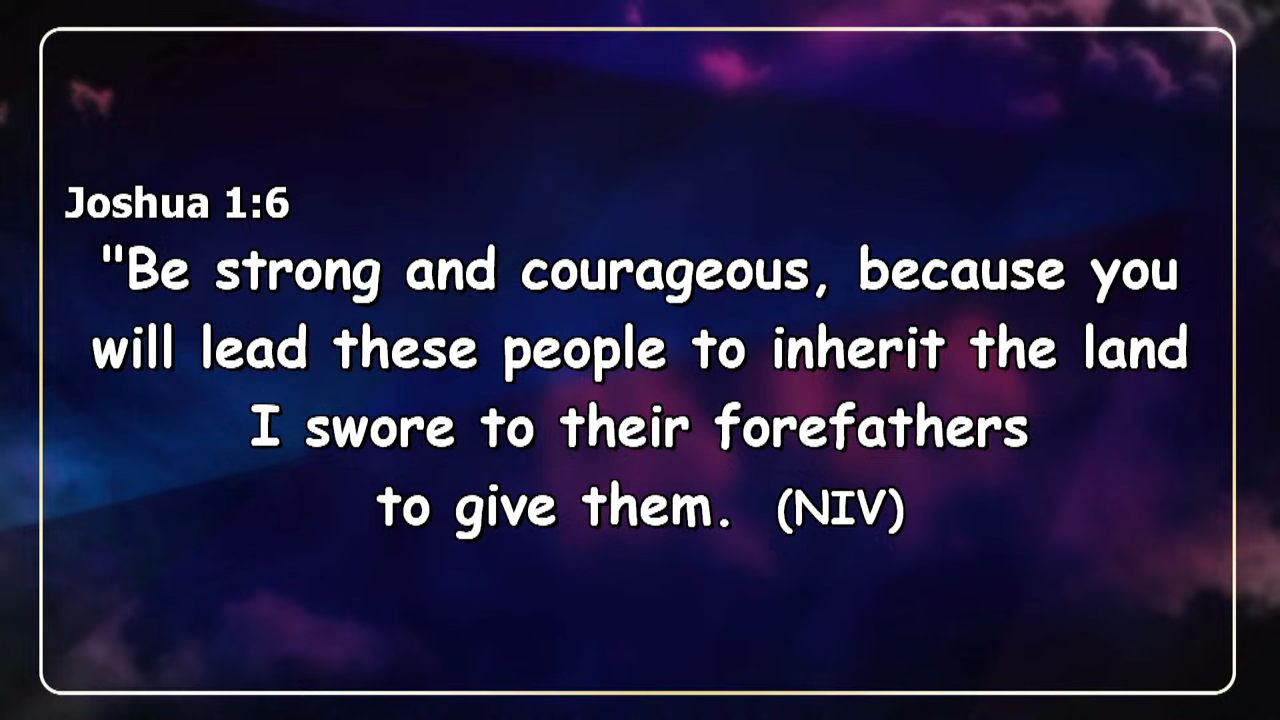 Joshua 1:6
"Be strong and courageous, because you
will lead these people to inherit the land
I swore to their forefathers
to give them. (NIV)